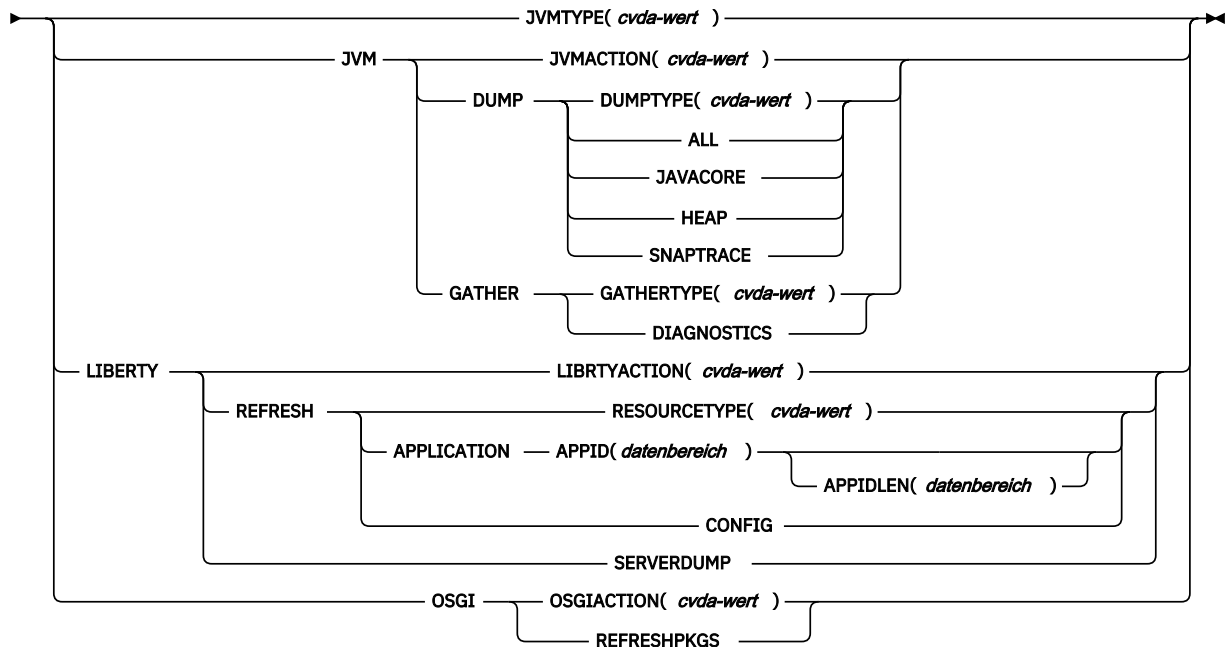 JVMTYPE( cvda-wert )
JVM JVMACTION( cvda-wert )
DUMP DUMPTYPE( cvda-wert )
ALL
JAVACORE
HEAP
SNAPTRACE
GATHER GATHERTYPE( cvda-wert )
DIAGNOSTICS
LIBERTY LIBRTYACTION( cvda-wert )
REFRESH RESOURCETYPE( cvda-wert )
APPLICATION APPID( datenbereich )
APPIDLEN( datenbereich )
CONFIG
SERVERDUMP
OSGI OSGIACTION( cvda-wert )
REFRESHPKGS